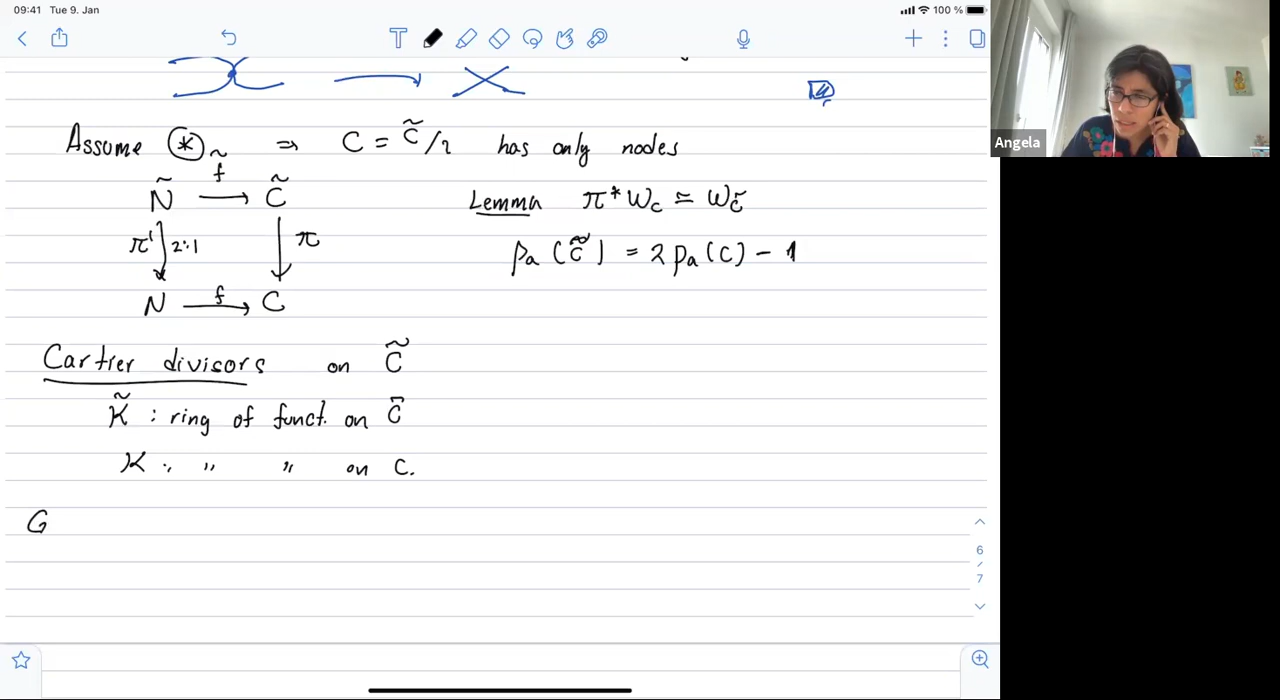 09:41 Tue 9. Jan
100 %
Assume (*) ⇒ C = C̃/ι has only nodes
Ñ —f̃→ C̃
Lemma π*ω_C ≃ ω_C̃
π' 2:1 π
p_a(C̃) = 2 p_a(C) - 1
N —f→ C
Cartier divisors on C̃
K̃ : ring of funct. on C̃
K : " " on C.
G
6
/
7
Angela